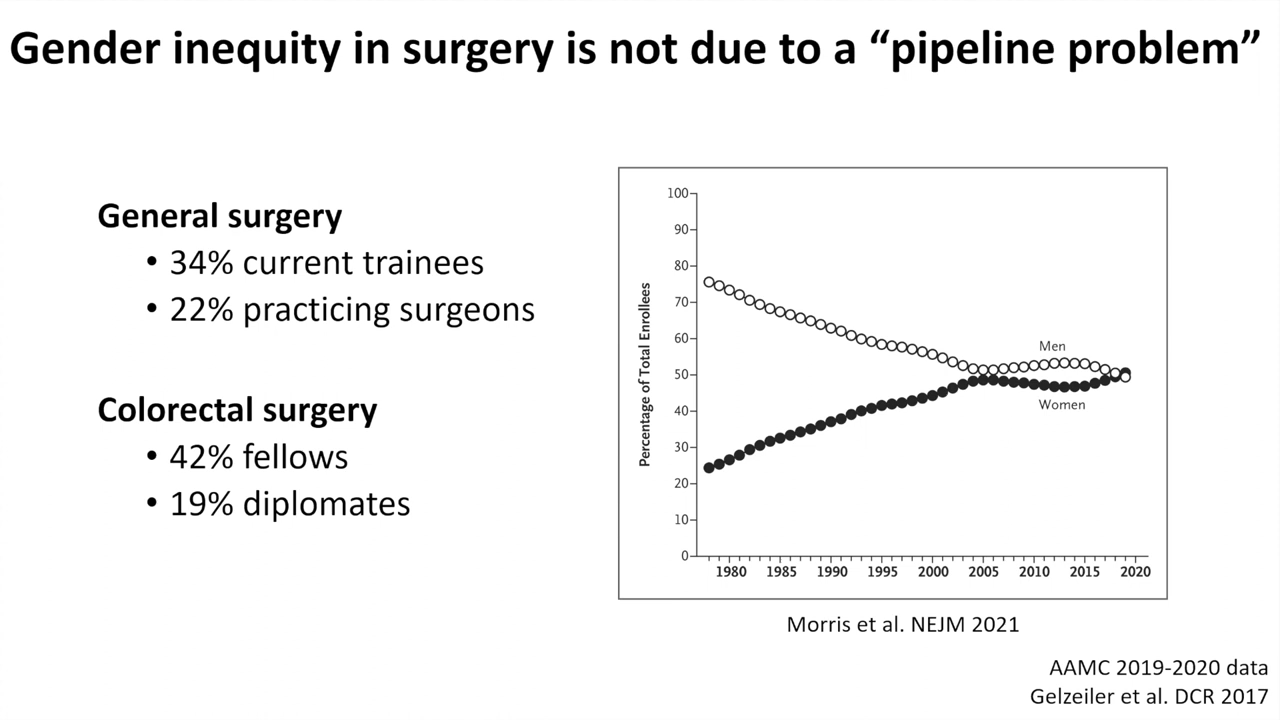 Gender inequity in surgery is not due to a “pipeline problem”
General surgery
• 34% current trainees
• 22% practicing surgeons
Colorectal surgery
• 42% fellows
• 19% diplomates
Percentage of Total Enrollees
100
90
80
70
60
50
40
30
20
10
0
Men
Women
1980 1985 1990 1995 2000 2005 2010 2015 2020
Morris et al. NEJM 2021
AAMC 2019-2020 data
Gelzeiler et al. DCR 2017